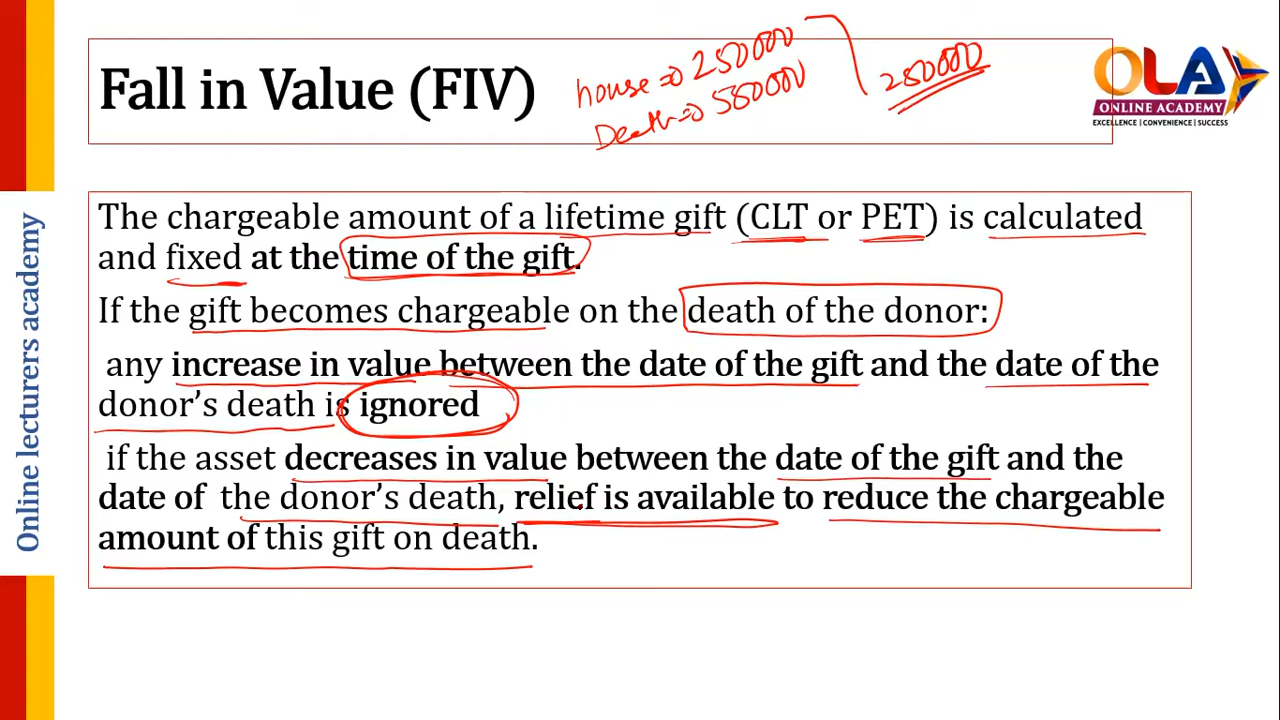 Fall in Value (FIV)
house => 250000
Death => 550000
250000
OLA
ONLINE ACADEMY
EXCELLENCE | CONVENIENCE | SUCCESS
Online lecturers academy
The chargeable amount of a lifetime gift (CLT or PET) is calculated
and fixed at the time of the gift.
If the gift becomes chargeable on the death of the donor:
any increase in value between the date of the gift and the date of the
donor's death is ignored
if the asset decreases in value between the date of the gift and the
date of the donor's death, relief is available to reduce the chargeable
amount of this gift on death.